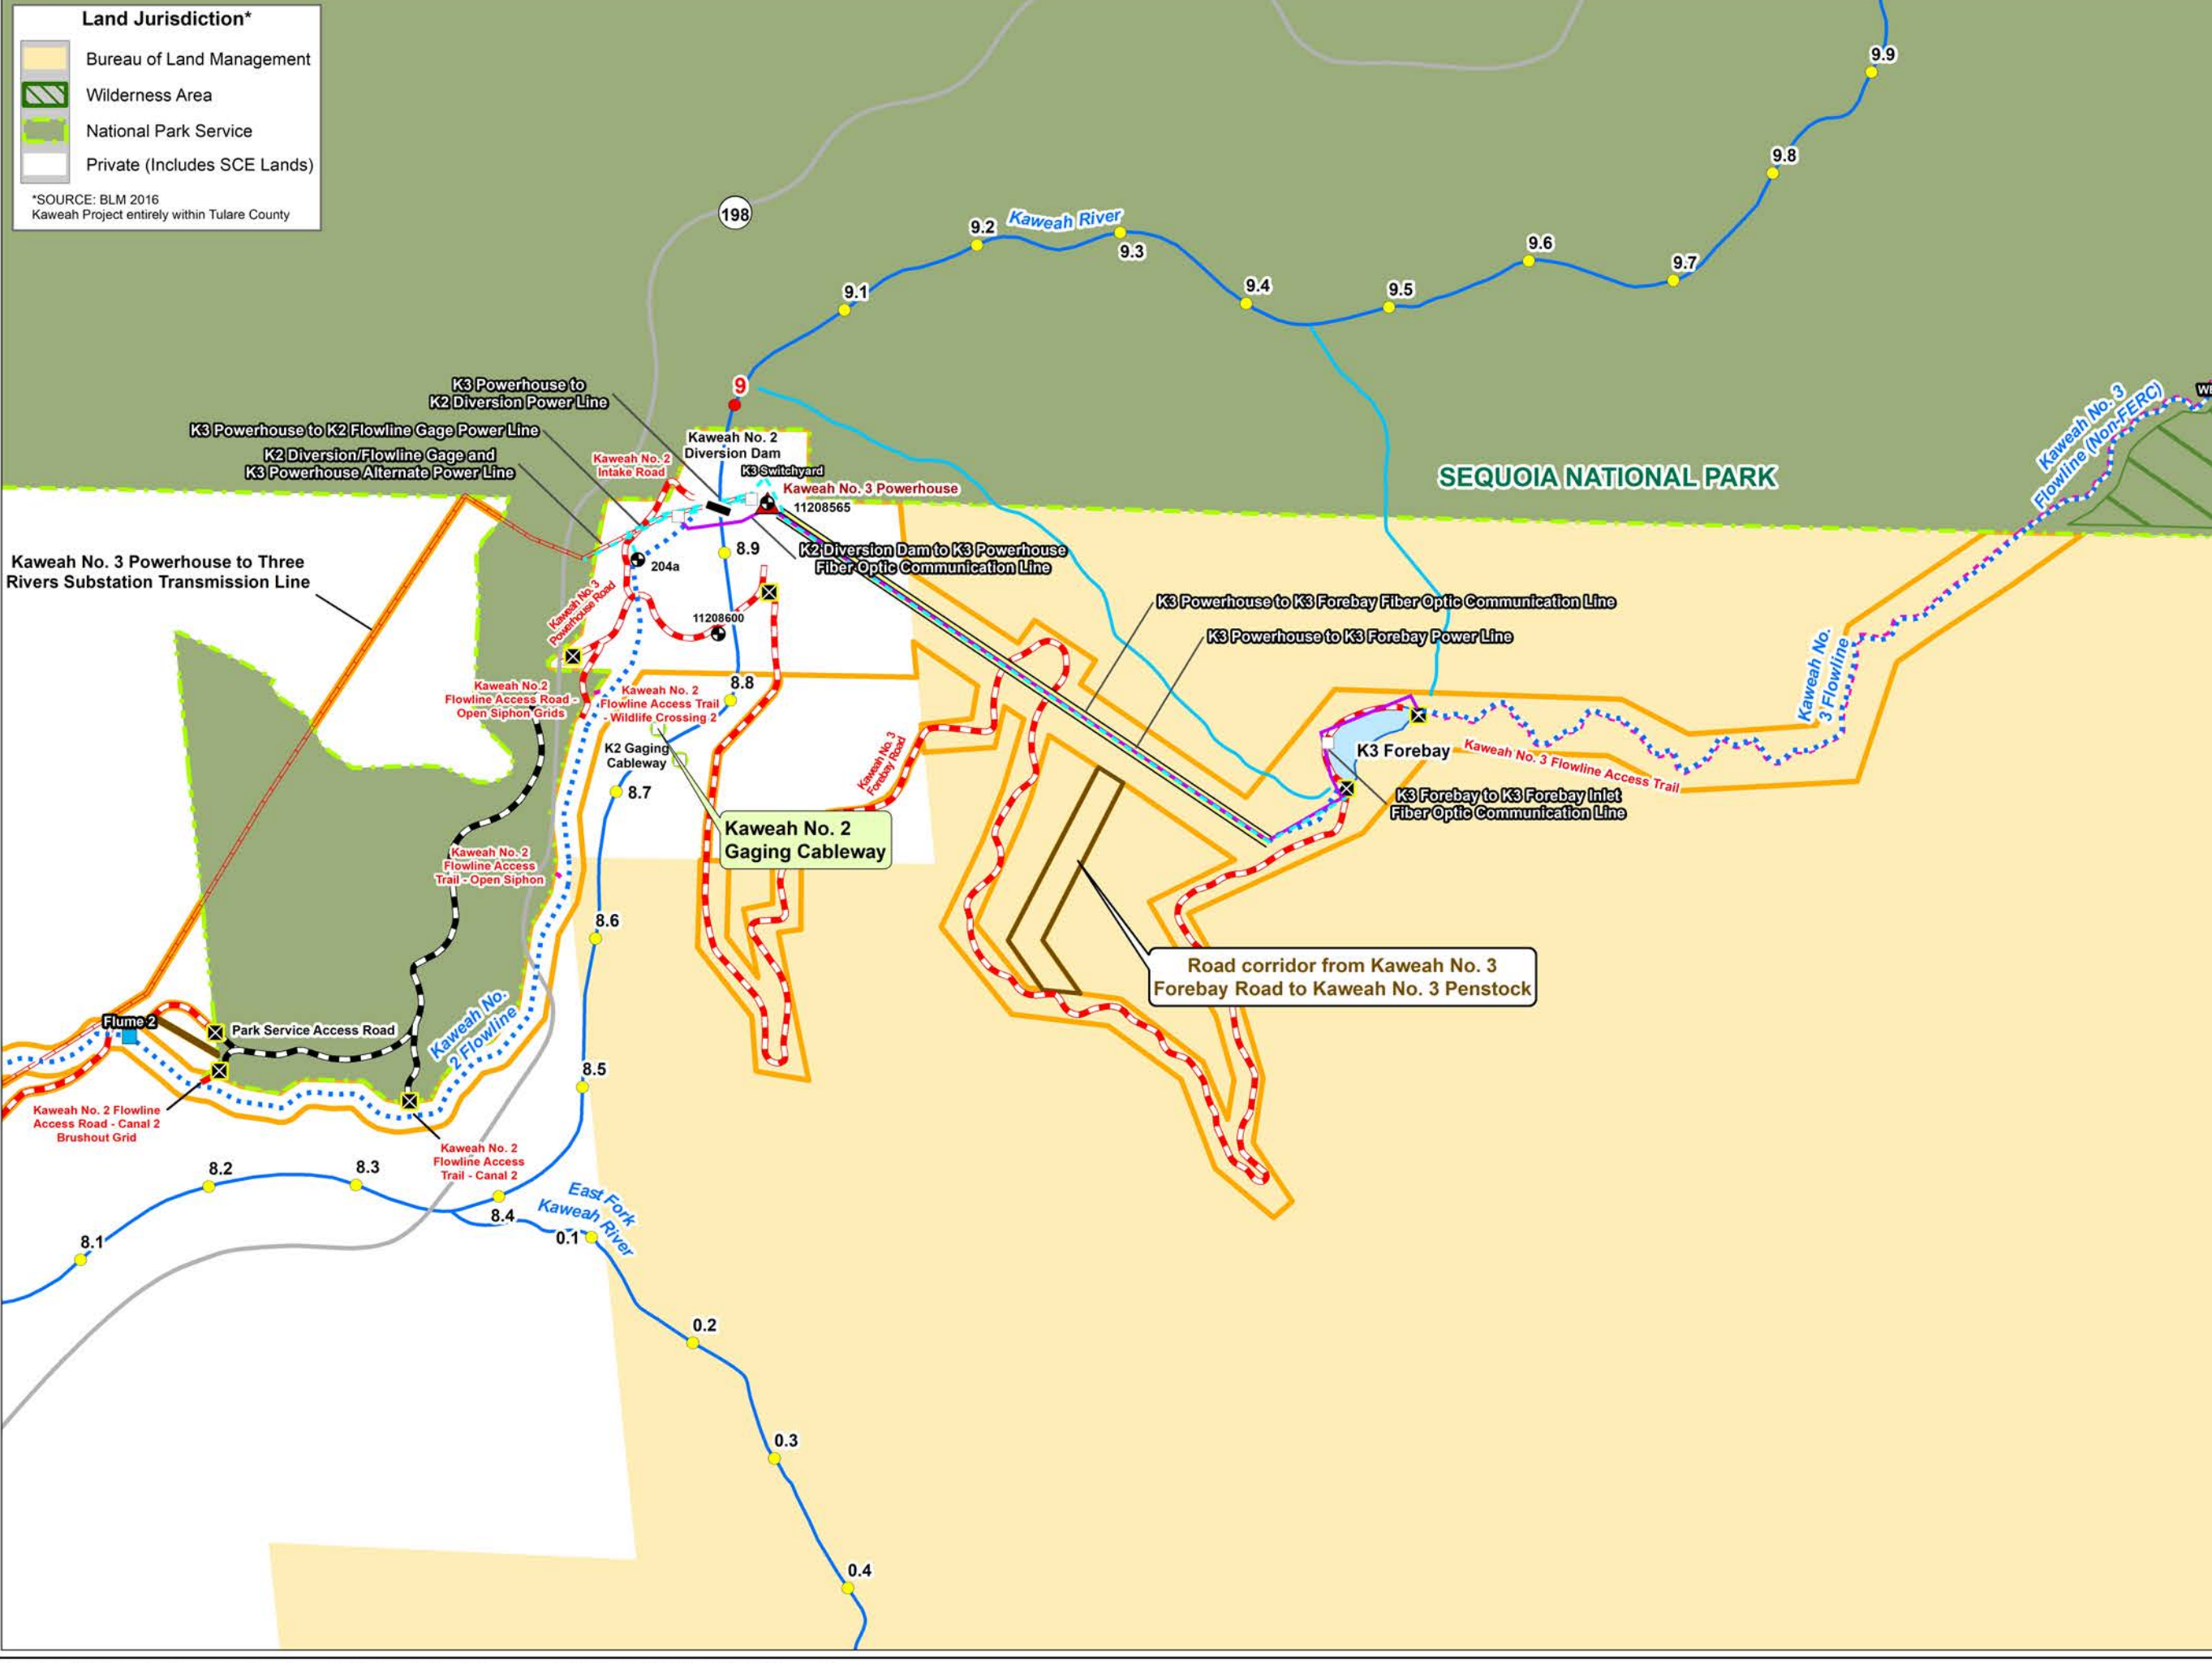 Land Jurisdiction*
Bureau of Land Management
Wilderness Area
National Park Service
Private (Includes SCE Lands)
*SOURCE: BLM 2016
Kaweah Project entirely within Tulare County
9.9
9.8
198
9.2
Kaweah River
9.3
9.6
9.7
9.4
9.5
9.1
9
K3 Powerhouse to
K2 Diversion Power Line
K3 Powerhouse to K2 Flowline Gage Power Line
K2 Diversion/Flowline Gage and
K3 Powerhouse Alternate Power Line
Kaweah No. 2
Diversion Dam
Kaweah No. 2
Intake Road
K3 Switchyard
Kaweah No. 3 Powerhouse
11208565
SEQUOIA NATIONAL PARK
Kaweah No. 3
Flowline (Non-FERC)
Kaweah No. 3 Powerhouse to Three
Rivers Substation Transmission Line
8.9
204a
K2 Diversion Dam to K3 Powerhouse
Fiber Optic Communication Line
Kaweah No. 3
Powerhouse Road
11208600
K3 Powerhouse to K3 Forebay Fiber Optic Communication Line
K3 Powerhouse to K3 Forebay Power Line
Kaweah No.
3 Flowline
Kaweah No.2
Flowline Access Road -
Open Siphon Grids
Kaweah No. 2
Flowline Access Trail
- Wildlife Crossing 2
8.8
K2 Gaging
Cableway
8.7
Kaweah No. 3
Forebay Road
K3 Forebay
Kaweah No. 3 Flowline Access Trail
K3 Forebay to K3 Forebay Inlet
Fiber Optic Communication Line
Kaweah No. 2
Gaging Cableway
Kaweah No. 2
Flowline Access
Trail - Open Siphon
8.6
Road corridor from Kaweah No. 3
Forebay Road to Kaweah No. 3 Penstock
Flume 2
Park Service Access Road
Kaweah No.
2 Flowline
8.5
Kaweah No. 2 Flowline
Access Road - Canal 2
Brushout Grid
Kaweah No. 2
Flowline Access
Trail - Canal 2
8.2
8.3
8.4
East Fork
Kaweah River
0.1
8.1
0.2
0.3
0.4